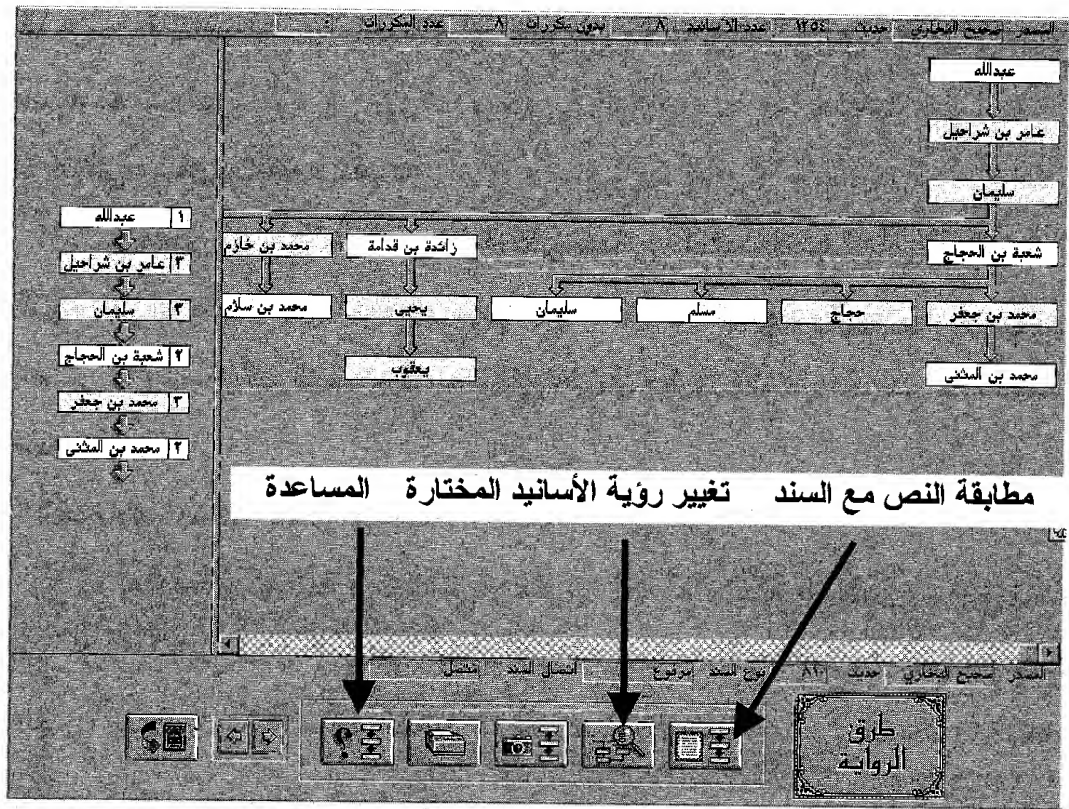 المصدر صحيح البخاري حديث ١٢٥٤ عدد الأسانيد ٨ بدون مكررات ٨ عدد المكررات
عبدالله
عامر بن شراحيل
سليمان
شعبة بن الحجاج
زائدة بن قدامة
محمد بن خازم
محمد بن جعفر
حجاج
مسلم
سليمان
يحيى
محمد بن سلام
محمد بن المثنى
يعقوب
١ عبدالله
٣ عامر بن شراحيل
٣ سليمان
٢ شعبة بن الحجاج
٣ محمد بن جعفر
٢ محمد بن المثنى
مطابقة النص مع السند تغيير رؤية الأسانيد المختارة المساعدة
المصدر صحيح البخاري حديث نوع السند مرفوع اتصال السند متصل
طرق
الرواية